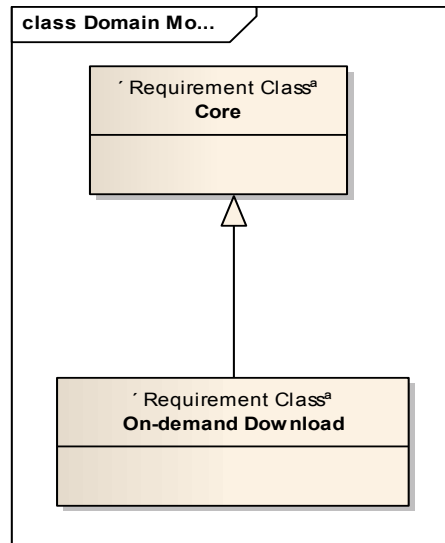 class Domain Mo...
´ Requirement Classª
Core
´ Requirement Classª
On-demand Download